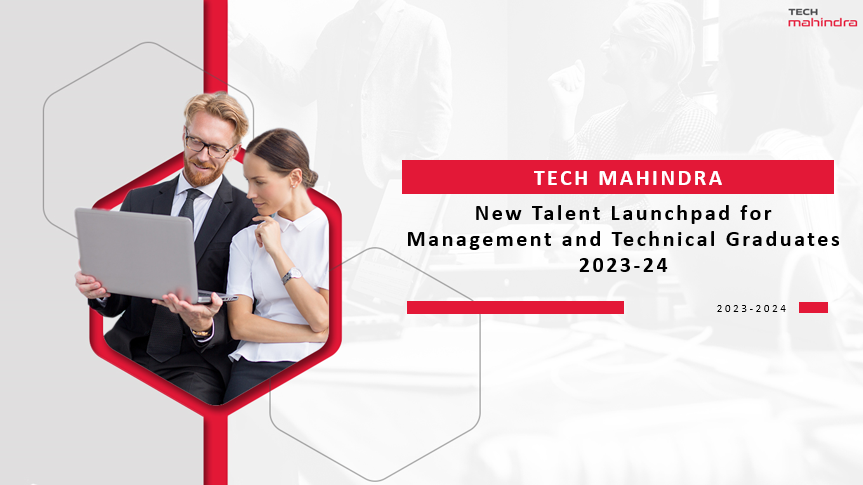 TECH
mahindra
TECH MAHINDRA
New Talent Launchpad for
Management and Technical Graduates
2023-24
2023-2024